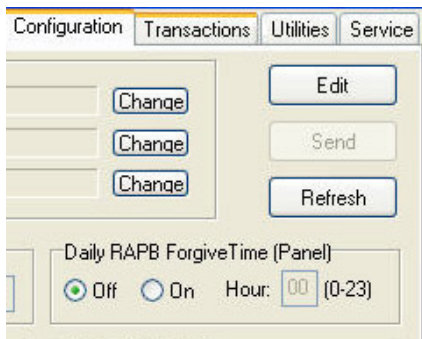 Configuration Transactions Utilities Service
Change Edit
Change Send
Change Refresh
Daily RAPB ForgiveTime (Panel)
Off On Hour: 00 (0-23)